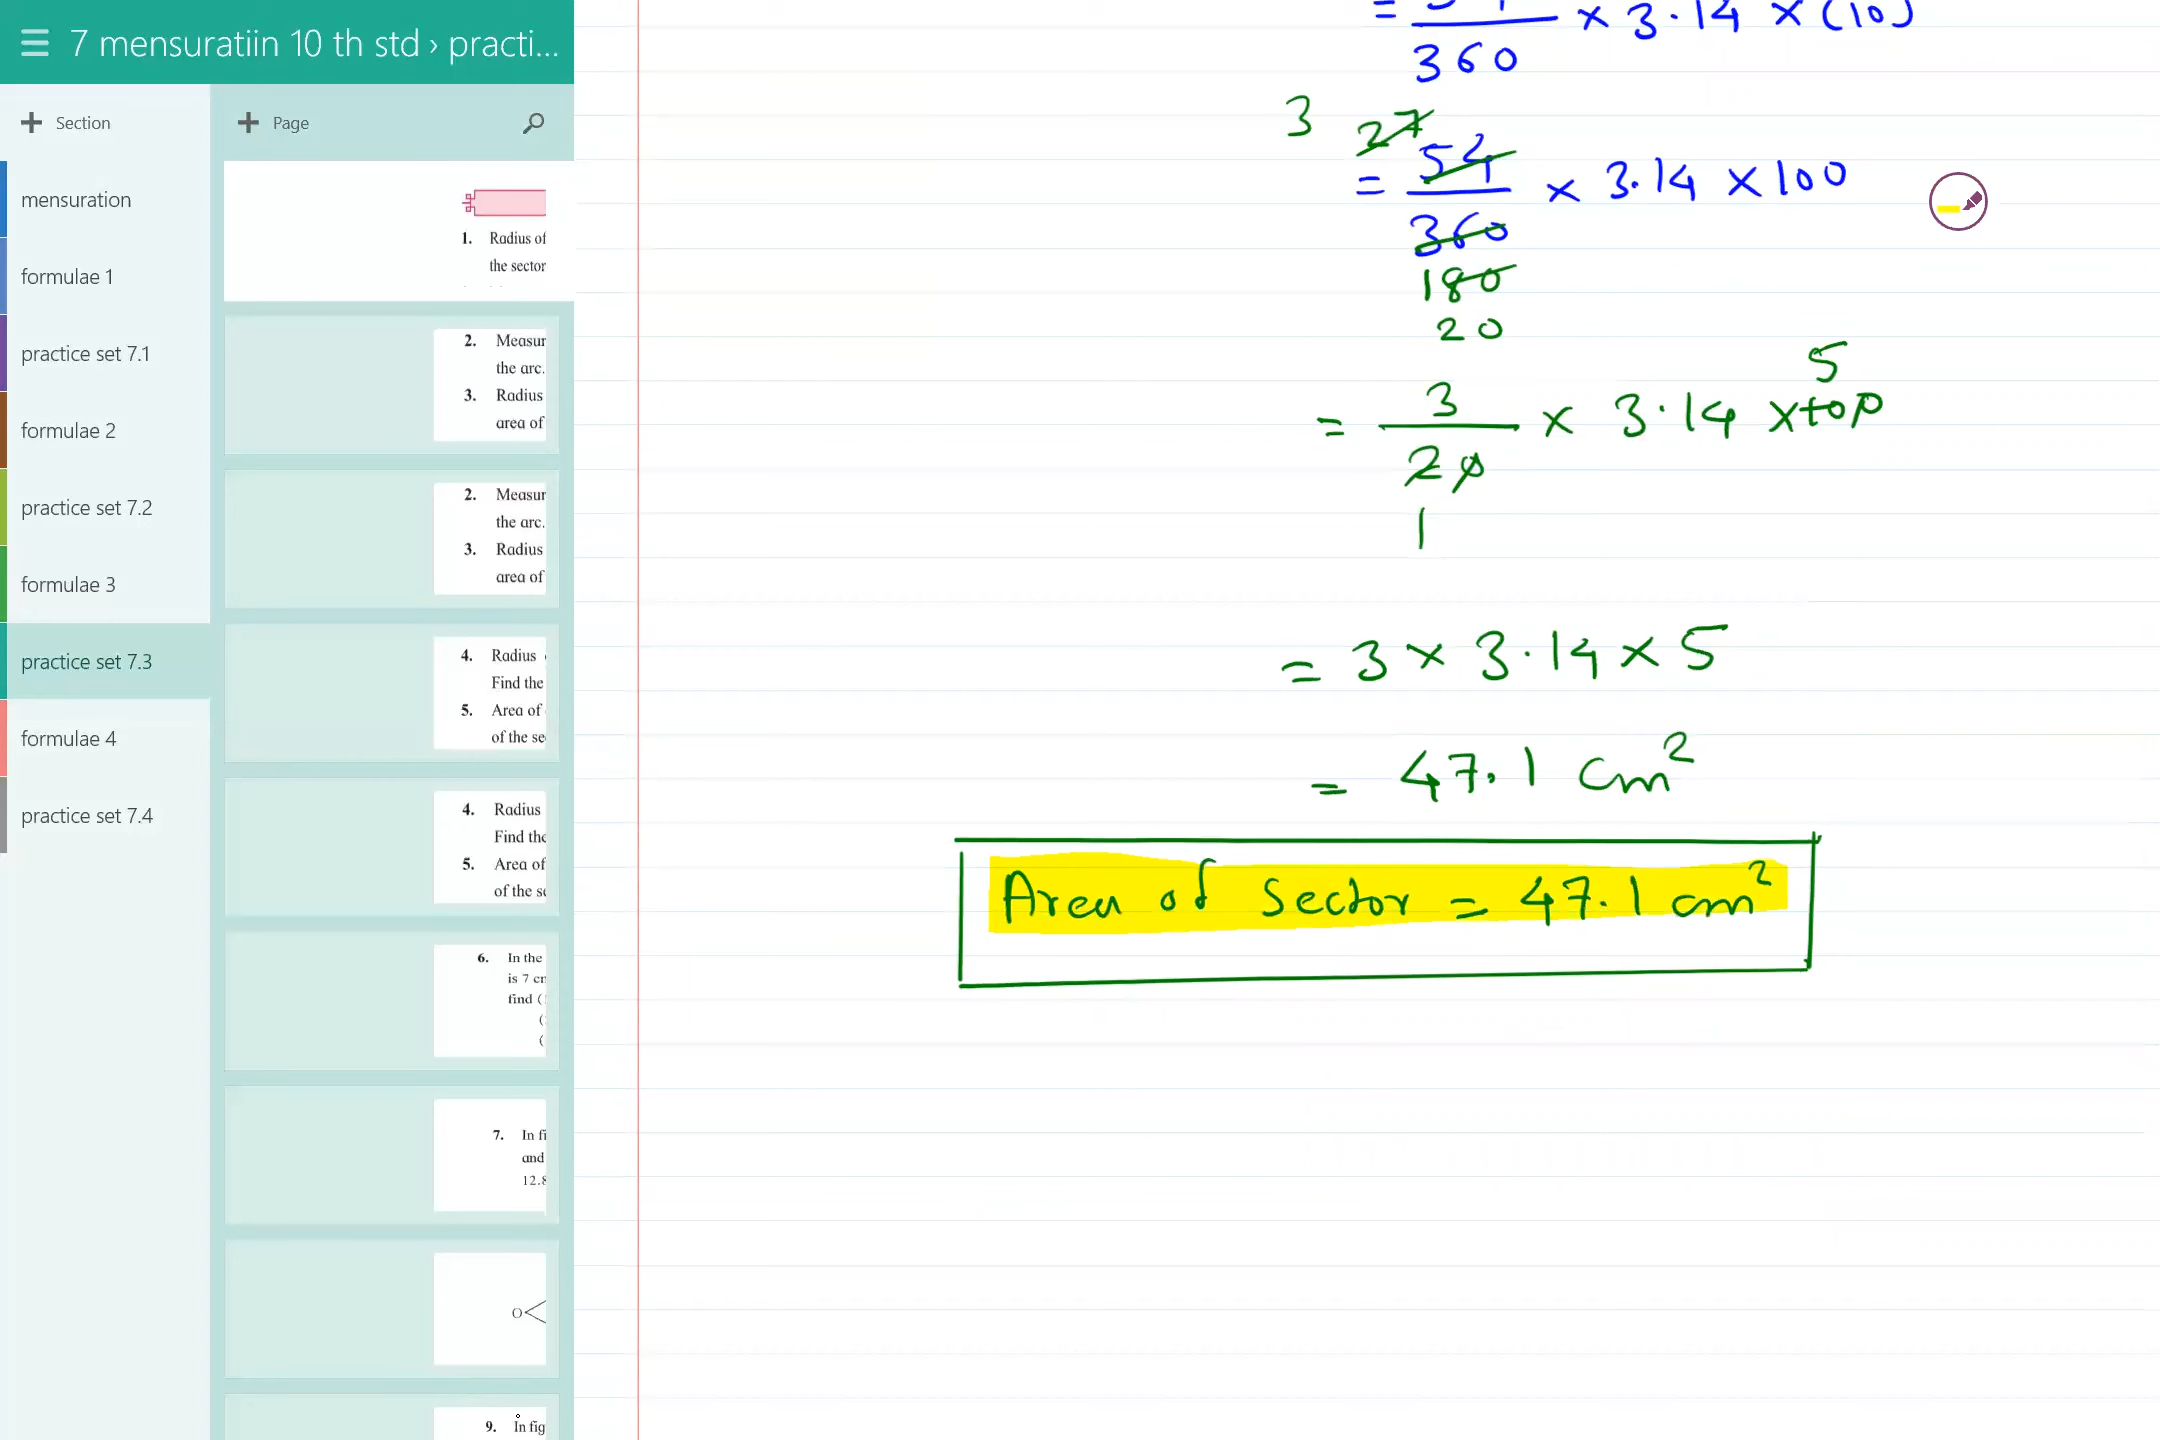 7 mensuratiin 10 th std › practi...
Section
Page
mensuration
formulae 1
practice set 7.1
formulae 2
practice set 7.2
formulae 3
practice set 7.3
formulae 4
practice set 7.4
1. Radius of
the sector
2. Measur
the arc.
3. Radius
area of
2. Measur
the arc.
3. Radius
area of
4. Radius
Find the
5. Area of
of the se
4. Radius
Find the
5. Area of
of the se
6. In the
is 7 cm
find (
(
(
7. In fi
and
12.8
O
9. In fig
= 54/360 × 3.14 × (10)
3 27
= 54/360 × 3.14 × 100
180
20
5
= 3/20 × 3.14 × 100
1
= 3 × 3.14 × 5
= 47.1 cm²
Area of sector = 47.1 cm²